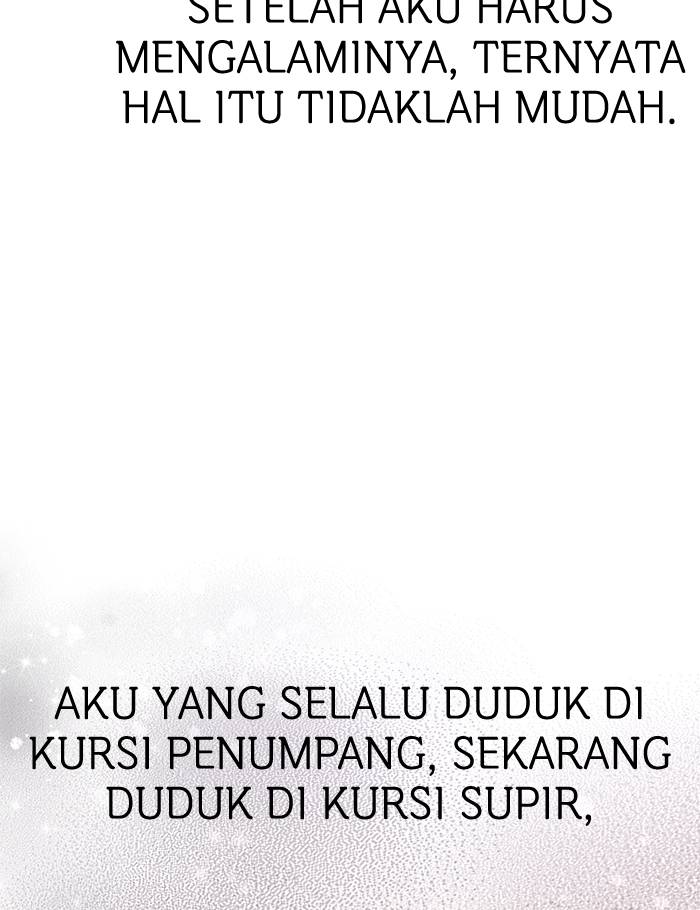 SETELAH AKU HARUS
MENGALAMINYA, TERNYATA
HAL ITU TIDAKLAH MUDAH.
AKU YANG SELALU DUDUK DI
KURSI PENUMPANG, SEKARANG
DUDUK DI KURSI SUPIR,